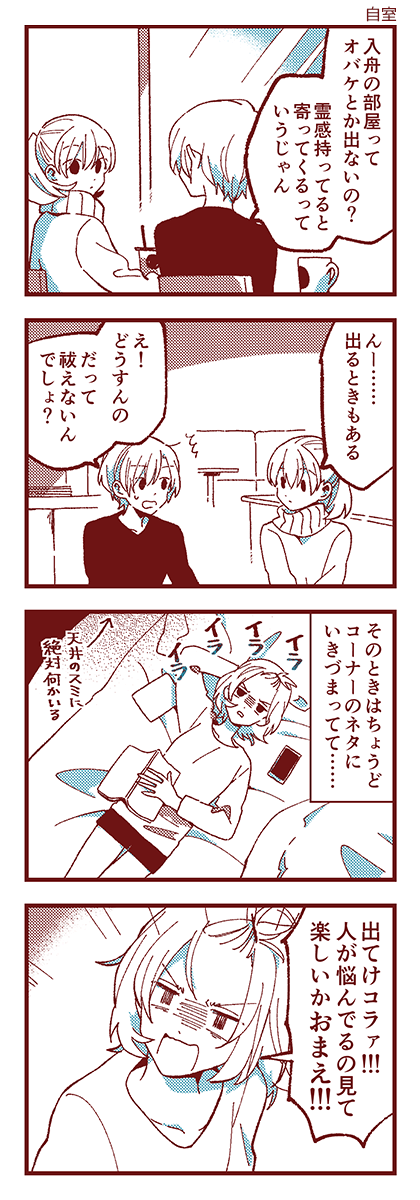 自室
入舟の部屋って
オバケとか出ないの？
霊感持ってると
寄ってくるって
いうじゃん
んー……
出るときもある
え！
どうすんの
だって
祓えないん
でしょ？
そのときはちょうど
コーナーのネタに
いきづまってて……
イラ
イラ
イラ
イラ
天井のスミに
絶対何かいる
出てけコラァ!!!
人が悩んでるの見て
楽しいかおまえ!!!